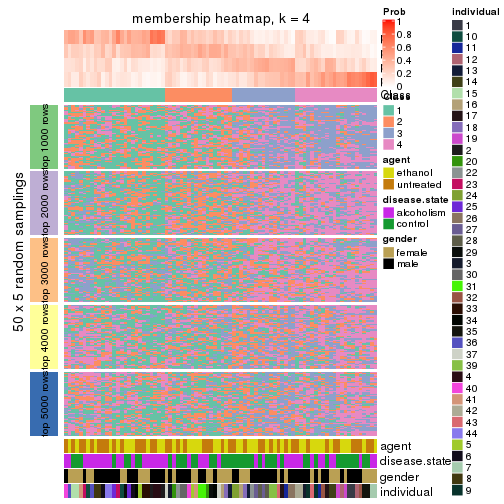 membership heatmap, k = 4
50 x 5 random samplings
top 1000 rows
top 2000 rows
top 3000 rows
top 4000 rows
top 5000 rows
Class
agent
disease.state
gender
individual
Prob
1
0.8
0.6
0.4
0.2
0
1
2
3
4
agent
ethanol
untreated
disease.state
alcoholism
control
gender
female
male
individual
1
10
11
12
13
14
15
16
17
18
19
2
20
22
23
24
25
26
27
28
29
3
30
31
32
33
34
35
36
37
39
4
40
41
42
43
44
5
6
7
8
9